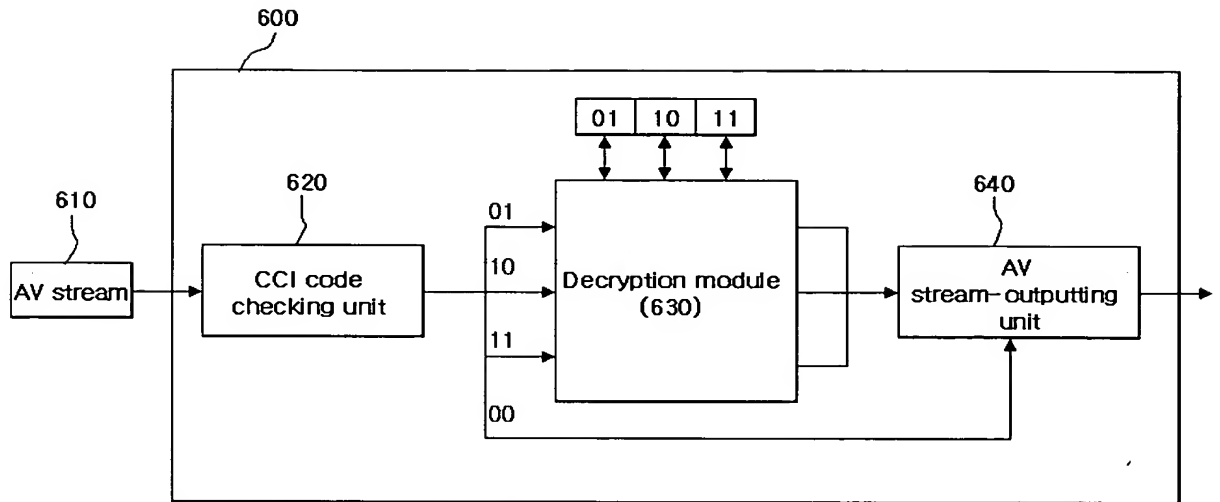 600
01 10 11
610
620
640
01
AV stream
CCI code
checking unit
10
Decryption module
(630)
AV
stream-outputting
unit
11
00